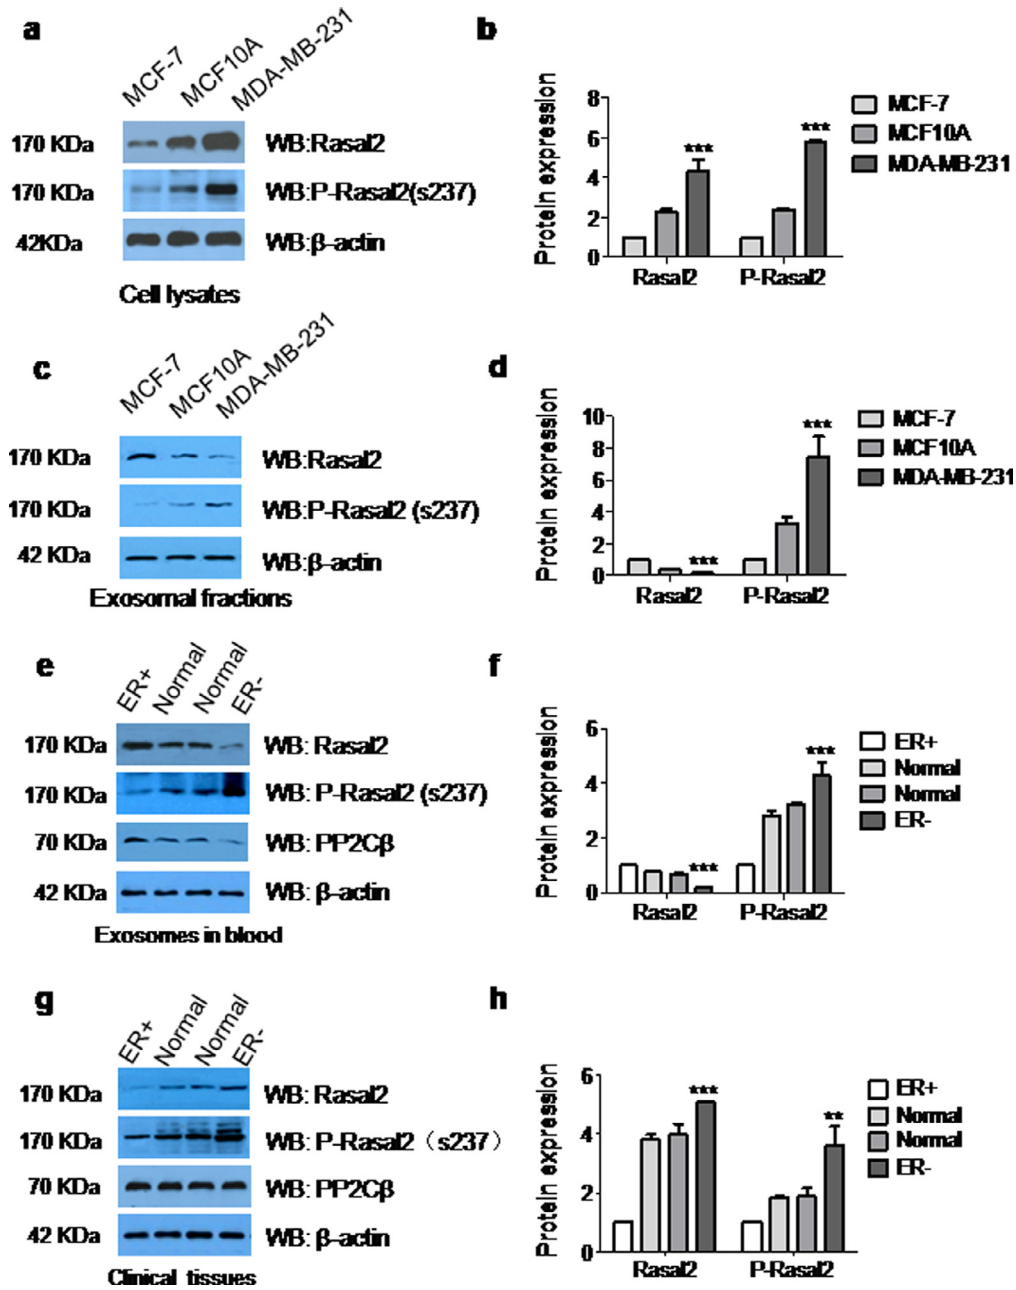 a
MCF-7
MCF10A
MDA-MB-231
170 KDa
WB:Rasal2
170 KDa
WB:P-Rasal2(s237)
42KDa
WB:β-actin
Cell lysates
b
Protein expression
8
6
4
2
0
***
***
Rasal2
P-Rasal2
MCF-7
MCF10A
MDA-MB-231
c
MCF-7
MCF10A
MDA-MB-231
170 KDa
WB:Rasal2
170 KDa
WB:P-Rasal2 (s237)
42 KDa
WB:β-actin
Exosomal fractions
d
Protein expression
10
8
6
4
2
0
***
***
Rasal2
P-Rasal2
MCF-7
MCF10A
MDA-MB-231
e
ER+
Normal
Normal
ER-
170 KDa
WB: Rasal2
170 KDa
WB: P-Rasal2 (s237)
70 KDa
WB: PP2Cβ
42 KDa
WB: β-actin
Exosomes in blood
f
Protein expression
6
4
2
0
***
***
Rasal2
P-Rasal2
ER+
Normal
Normal
ER-
g
ER+
Normal
Normal
ER-
170 KDa
WB: Rasal2
170 KDa
WB: P-Rasal2（s237）
70 KDa
WB: PP2Cβ
42 KDa
WB: β-actin
Clinical tissues
h
Protein expression
6
4
2
0
***
**
Rasal2
P-Rasal2
ER+
Normal
Normal
ER-